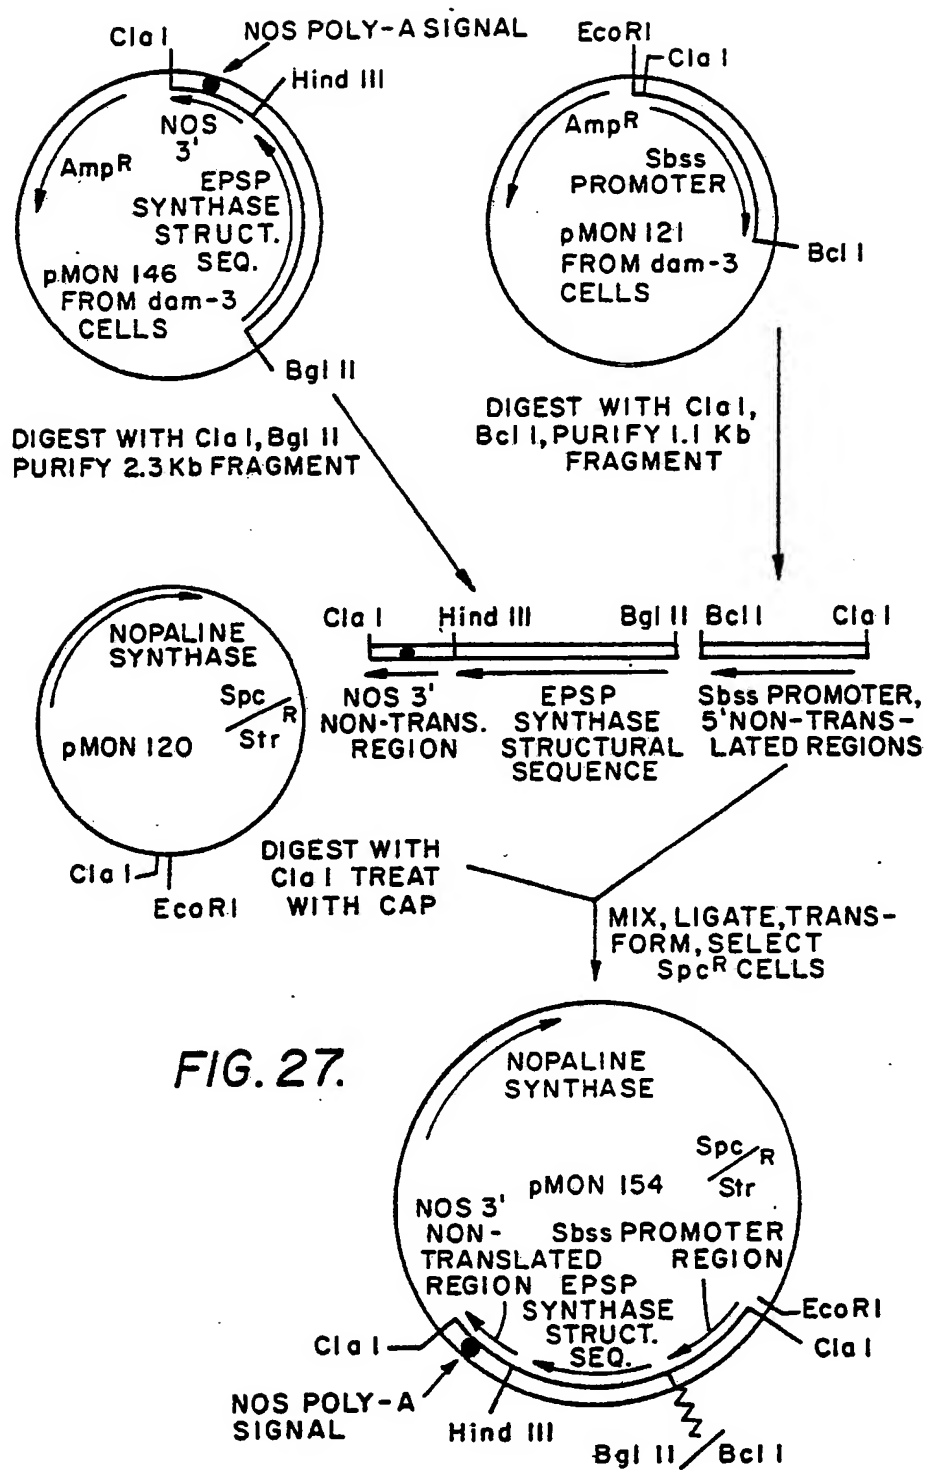 Cla I
NOS POLY-A SIGNAL
Hind III
NOS
3'
AmpR
EPSP
SYNTHASE
STRUCT.
SEQ.
pMON 146
FROM dam-3
CELLS
Bgl II
EcoRI
Cla I
AmpR
Sbss
PROMOTER
pMON 121
FROM dam-3
CELLS
Bcl I
DIGEST WITH Cla I, Bgl II
PURIFY 2.3 Kb FRAGMENT
DIGEST WITH Cla I,
Bcl I, PURIFY 1.1 Kb
FRAGMENT
NOPALINE
SYNTHASE
Spc/R
Str
pMON 120
Cla I
EcoRI
Cla I
Hind III
Bgl II
Bcl I
Cla I
NOS 3'
NON-TRANS.
REGION
EPSP
SYNTHASE
STRUCTURAL
SEQUENCE
Sbss PROMOTER,
5' NON-TRANS-
LATED REGIONS
DIGEST WITH
Cla I TREAT
WITH CAP
MIX, LIGATE, TRANS-
FORM, SELECT
SpcR CELLS
FIG. 27.
NOPALINE
SYNTHASE
Spc/R
Str
pMON 154
NOS 3'
NON-
TRANSLATED
REGION
Sbss PROMOTER
REGION
EPSP
SYNTHASE
STRUCT.
SEQ.
EcoRI
Cla I
Cla I
NOS POLY-A
SIGNAL
Hind III
Bgl II/Bcl I